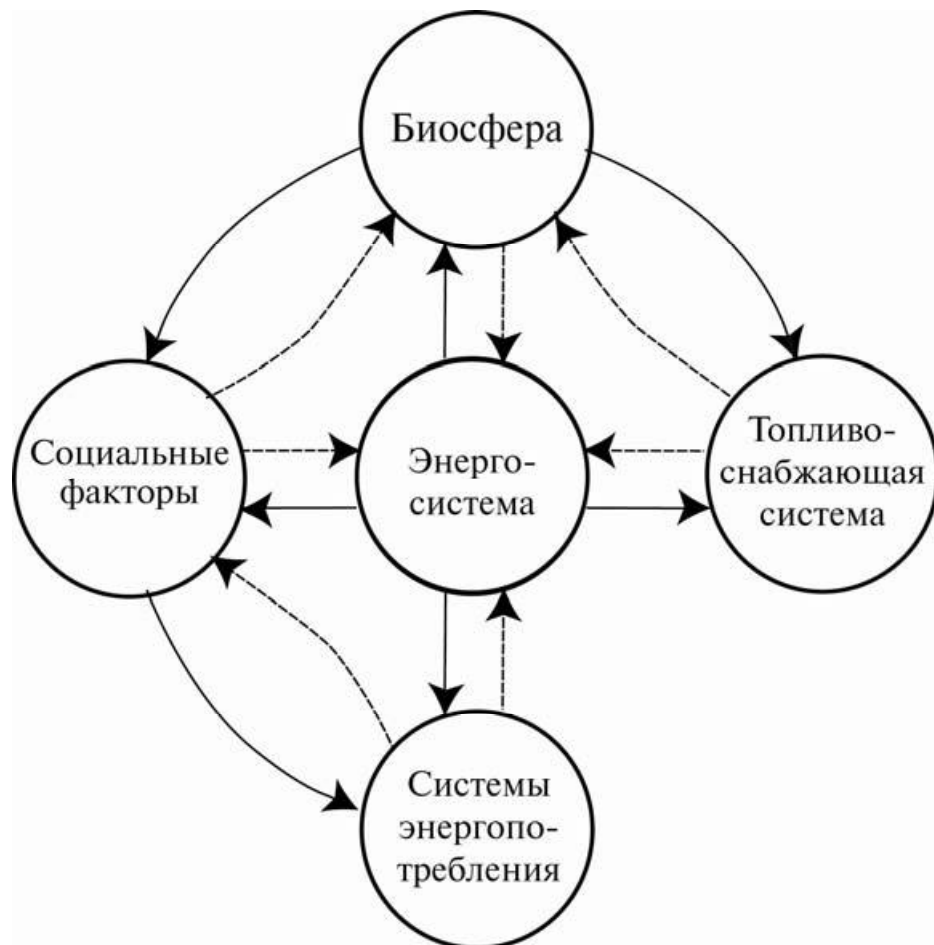 Биосфера
Социальные
факторы
Энерго-
система
Топливо-
снабжающая
система
Системы
энергопо-
требления